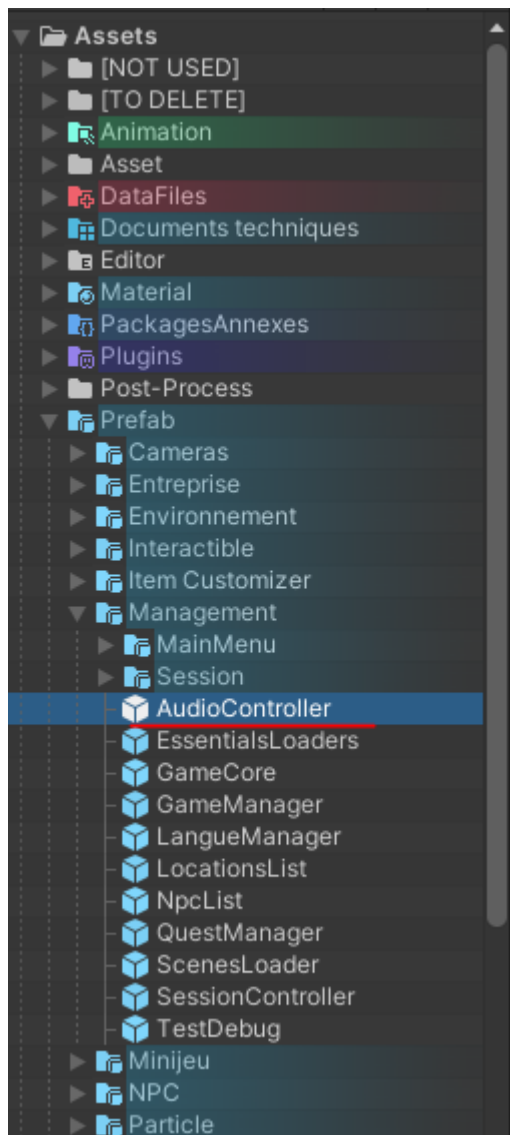 Assets
[NOT USED]
[TO DELETE]
Animation
Asset
DataFiles
Documents techniques
Editor
Material
PackagesAnnexes
Plugins
Post-Process
Prefab
Cameras
Entreprise
Environnement
Interactible
Item Customizer
Management
MainMenu
Session
AudioController
EssentialsLoaders
GameCore
GameManager
LangueManager
LocationsList
NpcList
QuestManager
ScenesLoader
SessionController
TestDebug
Minijeu
NPC
Particle